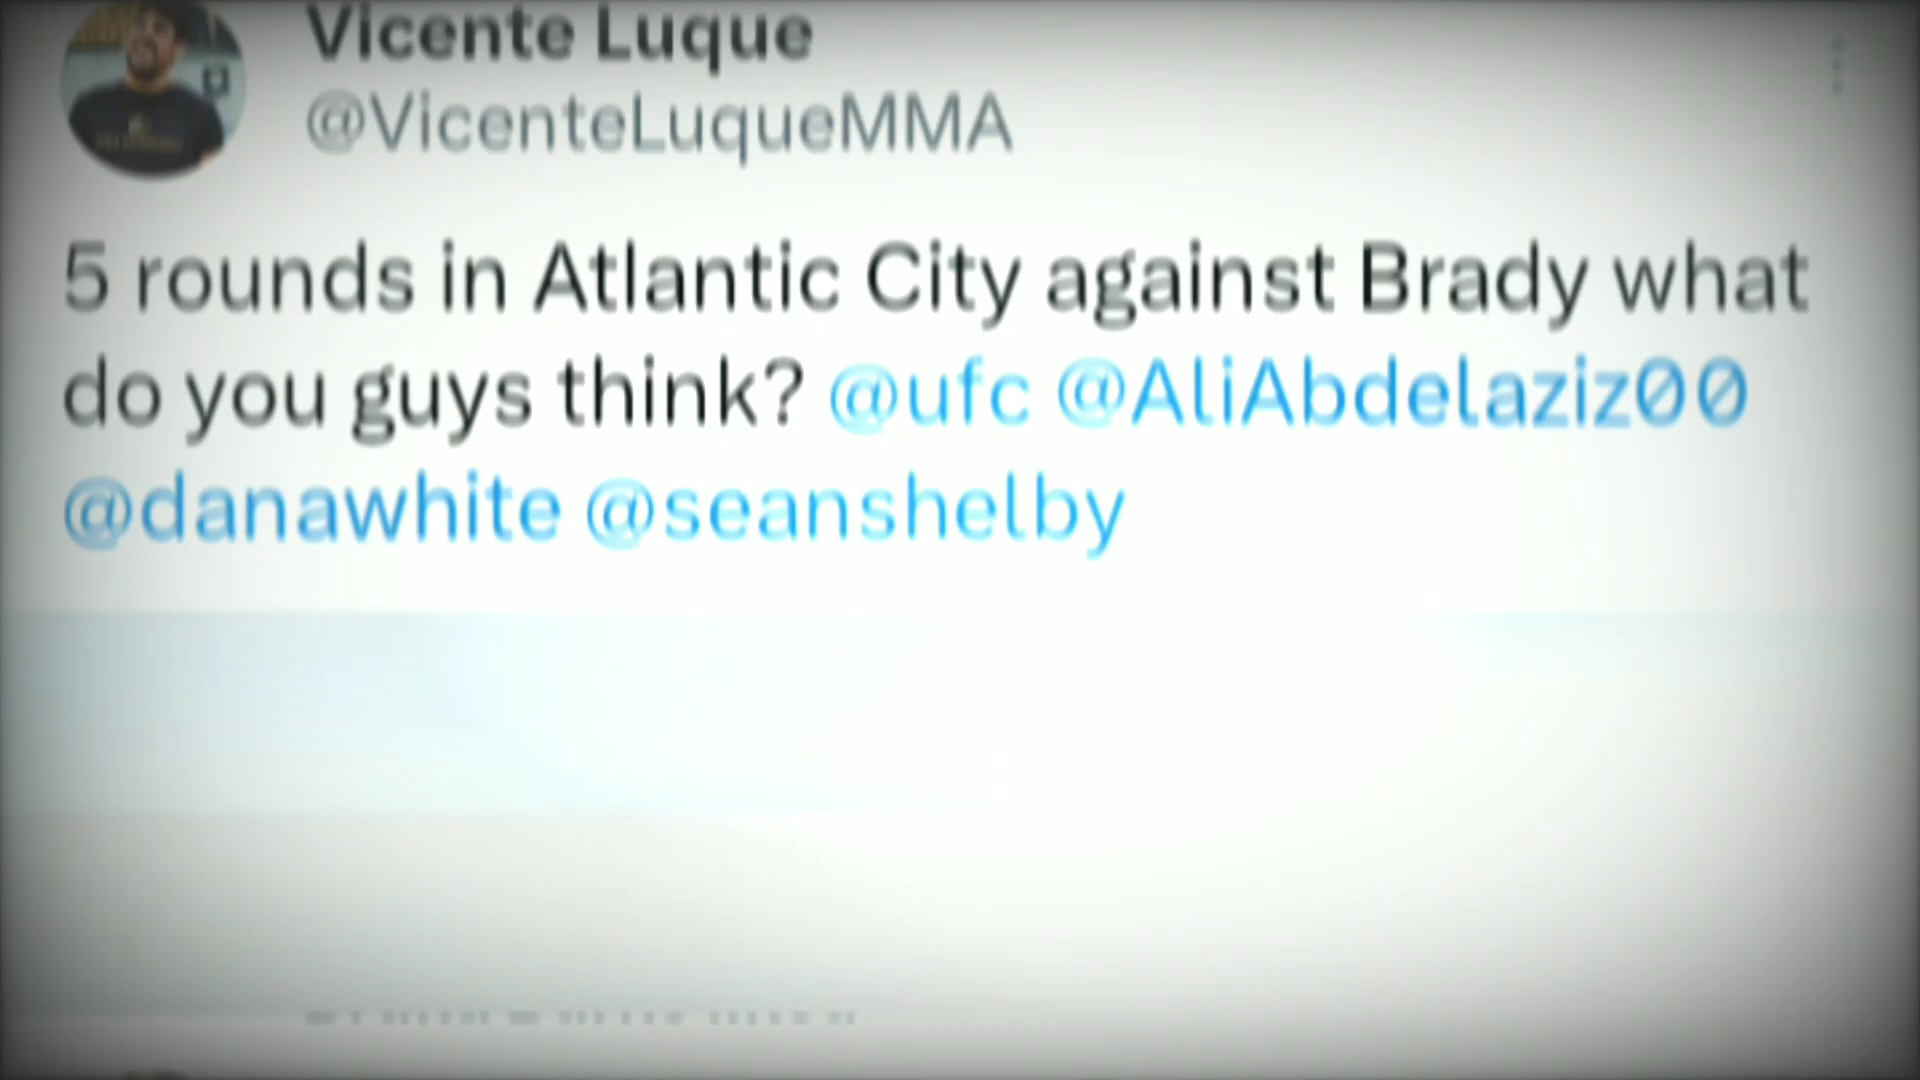 Vicente Luque
@VicenteLuqueMMA
5 rounds in Atlantic City against Brady what
do you guys think? @ufc @AliAbdelaziz00
@danawhite @seanshelby